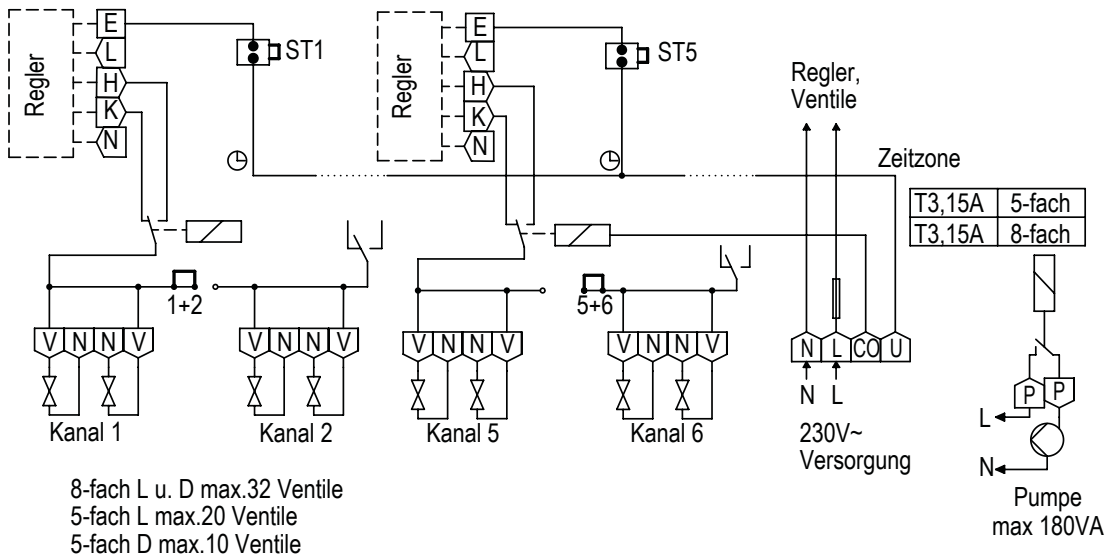 Regler
E
L
H
K
N
ST1
Regler
E
L
H
K
N
ST5
Regler,
Ventile
Zeitzone
T3,15A 5-fach
T3,15A 8-fach
1+2
5+6
V N N V
V N N V
V N N V
V N N V
N L CO U
N L
P P
L
N
Kanal 1
Kanal 2
Kanal 5
Kanal 6
230V~
Versorgung
Pumpe
max 180VA
8-fach L u. D max.32 Ventile
5-fach L max.20 Ventile
5-fach D max.10 Ventile